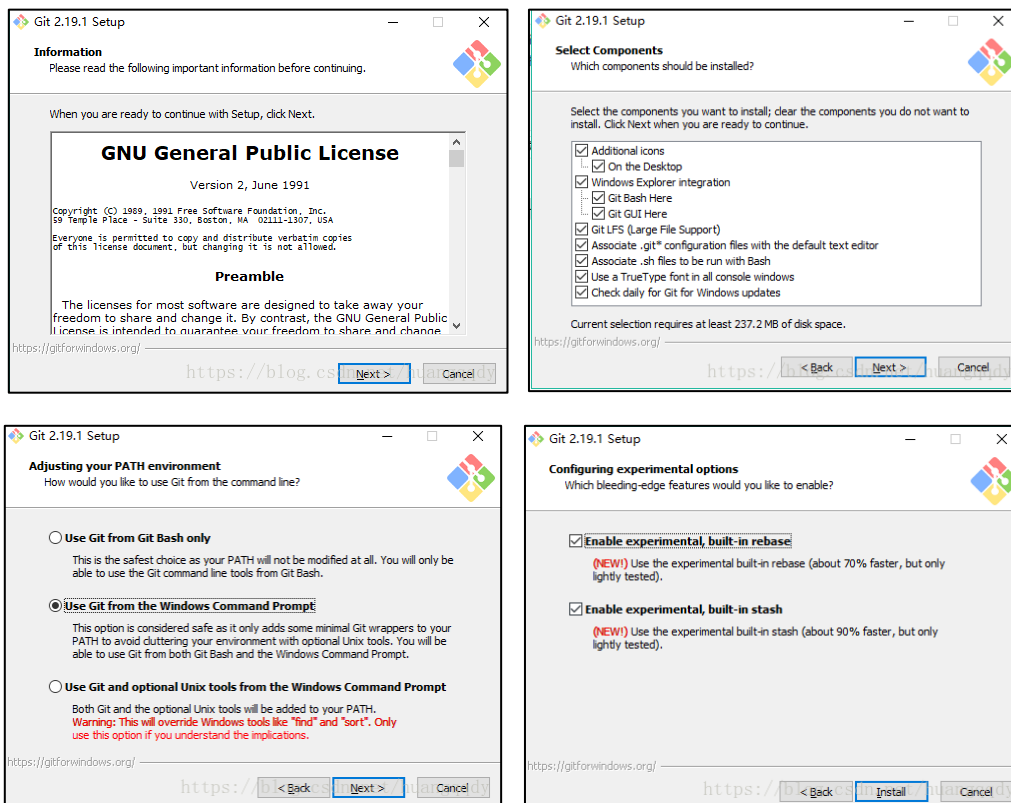 Git 2.19.1 Setup
Information
Please read the following important information before continuing.
When you are ready to continue with Setup, click Next.
GNU General Public License
Version 2, June 1991
Copyright (C) 1989, 1991 Free Software Foundation, Inc.
59 Temple Place - Suite 330, Boston, MA  02111-1307, USA
Everyone is permitted to copy and distribute verbatim copies
of this license document, but changing it is not allowed.
Preamble
The licenses for most software are designed to take away your
freedom to share and change it. By contrast, the GNU General Public
License is intended to guarantee your freedom to share and change
https://gitforwindows.org/
Next >
Cancel
Git 2.19.1 Setup
Select Components
Which components should be installed?
Select the components you want to install; clear the components you do not want to
install. Click Next when you are ready to continue.
Additional icons
On the Desktop
Windows Explorer integration
Git Bash Here
Git GUI Here
Git LFS (Large File Support)
Associate .git* configuration files with the default text editor
Associate .sh files to be run with Bash
Use a TrueType font in all console windows
Check daily for Git for Windows updates
Current selection requires at least 237.2 MB of disk space.
https://gitforwindows.org/
< Back
Next >
Cancel
Git 2.19.1 Setup
Adjusting your PATH environment
How would you like to use Git from the command line?
Use Git from Git Bash only
This is the safest choice as your PATH will not be modified at all. You will only be
able to use the Git command line tools from Git Bash.
Use Git from the Windows Command Prompt
This option is considered safe as it only adds some minimal Git wrappers to your
PATH to avoid cluttering your environment with optional Unix tools. You will be
able to use Git from both Git Bash and the Windows Command Prompt.
Use Git and optional Unix tools from the Windows Command Prompt
Both Git and the optional Unix tools will be added to your PATH.
Warning: This will override Windows tools like "find" and "sort". Only
use this option if you understand the implications.
https://gitforwindows.org/
< Back
Next >
Cancel
Git 2.19.1 Setup
Configuring experimental options
Which bleeding-edge features would you like to enable?
Enable experimental, built-in rebase
(NEW!) Use the experimental built-in rebase (about 70% faster, but only
lightly tested).
Enable experimental, built-in stash
(NEW!) Use the experimental built-in stash (about 90% faster, but only
lightly tested).
https://gitforwindows.org/
< Back
Install
Cancel